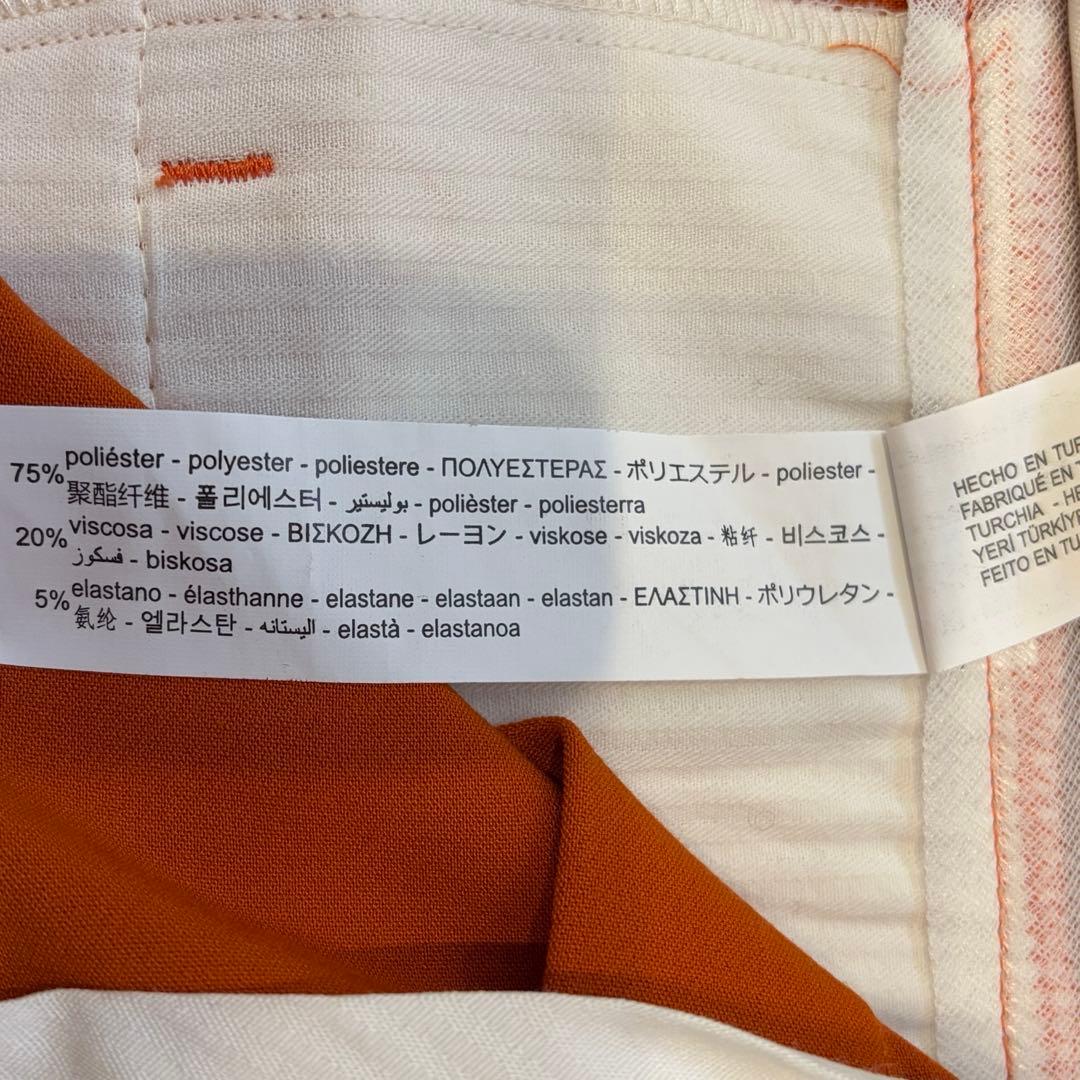 75% poliéster - polyester - poliestere - ΠΟΛΥΕΣΤΕΡΑΣ - ポリエステル - poliester -
聚酯纤维 - 폴리에스터 - بوليستير - polièster - poliesterra
20% viscosa - viscose - ΒΙΣΚΟΖΗ - レーヨン - viskose - viskoza - 粘纤 - 비스코스 -
فسكوز - biskosa
5% elastano - élasthanne - elastane - elastaan - elastan - ΕΛΑΣΤΙΝΗ - ポリウレタン -
氨纶 - 엘라스탄 - اليستانه - elastà - elastanoa
HECHO EN TUR
FABRIQUÉ EN T
TURCHIA - HE
YERİ TÜRKİYE
FEITO EN TU